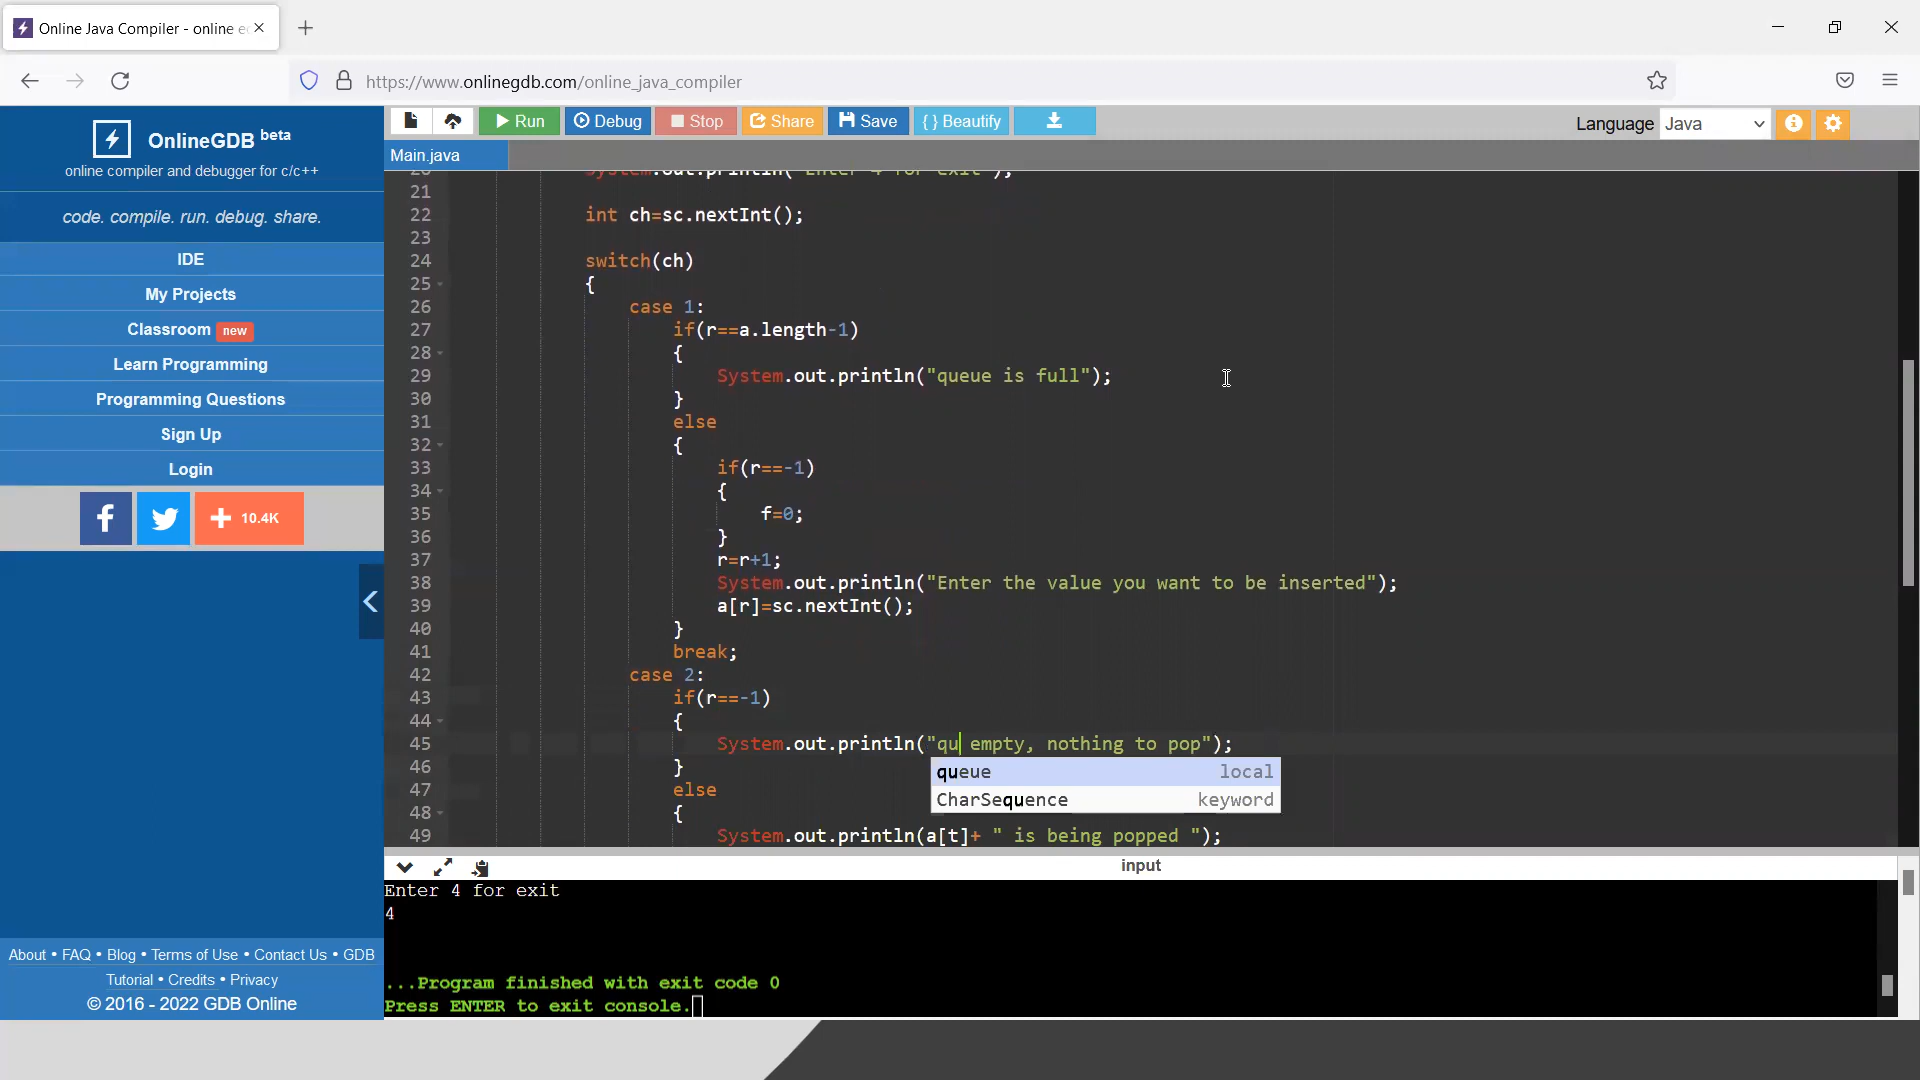 Online Java Compiler - online e
https://www.onlinegdb.com/online_java_compiler
OnlineGDB beta
online compiler and debugger for c/c++
code. compile. run. debug. share.
IDE
My Projects
Classroom new
Learn Programming
Programming Questions
Sign Up
Login
10.4K
About • FAQ • Blog • Terms of Use • Contact Us • GDB
Tutorial • Credits • Privacy
© 2016 - 2022 GDB Online
Run Debug Stop Share Save { } Beautify
Language Java
Main.java
20 System.out.println("Enter 4 for exit");
21
22 int ch=sc.nextInt();
23
24 switch(ch)
25 {
26 case 1:
27 if(r==a.length-1)
28 {
29 System.out.println("queue is full");
30 }
31 else
32 {
33 if(r==-1)
34 {
35 f=0;
36 }
37 r=r+1;
38 System.out.println("Enter the value you want to be inserted");
39 a[r]=sc.nextInt();
40 }
41 break;
42 case 2:
43 if(r==-1)
44 {
45 System.out.println("qu empty, nothing to pop");
queue local
CharSequence keyword
46 }
47 else
48 {
49 System.out.println(a[t]+ " is being popped ");
input
Enter 4 for exit
4
...Program finished with exit code 0
Press ENTER to exit console.